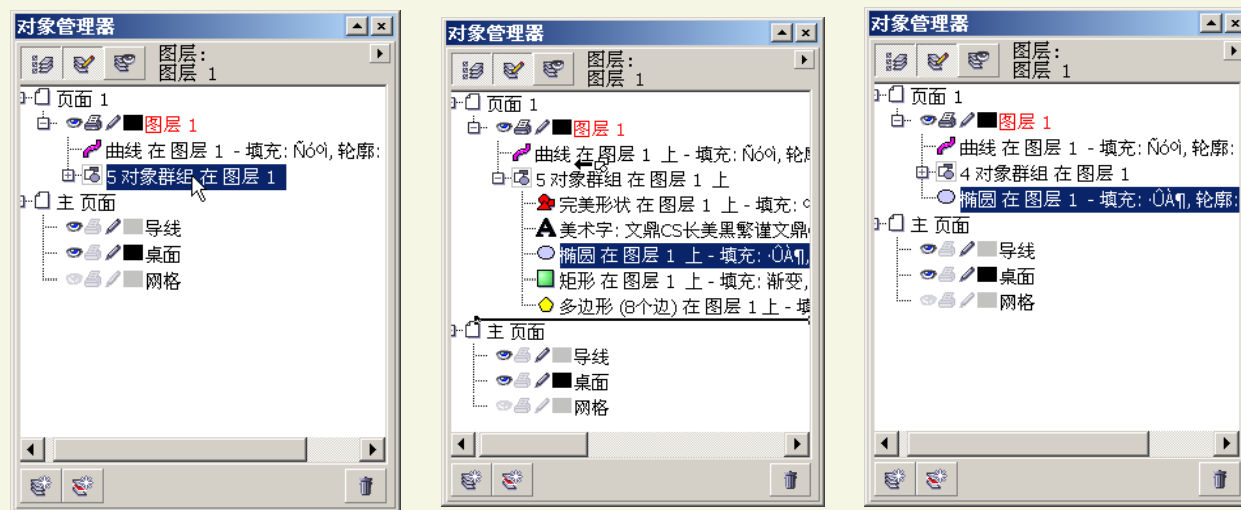 对象管理器
图层:
图层 1
页面 1
图层 1
曲线 在 图层 1 - 填充: Ñóºì, 轮廓:
5 对象群组 在 图层 1
主 页面
导线
桌面
网格
对象管理器
图层:
图层 1
页面 1
图层 1
曲线 在 图层 1 上 - 填充: Ñóºì, 轮
5 对象群组 在 图层 1 上
完美形状 在 图层 1 上 - 填充:
美术字: 文鼎CS长美黑繁谨文鼎
椭圆 在 图层 1 上 - 填充: ·ÛÀ¶,
矩形 在 图层 1 上 - 填充: 渐变,
多边形 (8个边) 在 图层 1 上 - 填
主 页面
导线
桌面
网格
对象管理器
图层:
图层 1
页面 1
图层 1
曲线 在 图层 1 - 填充: Ñóºì, 轮廓:
4 对象群组 在 图层 1
椭圆 在 图层 1 - 填充: ·ÛÀ¶, 轮廓:
主 页面
导线
桌面
网格